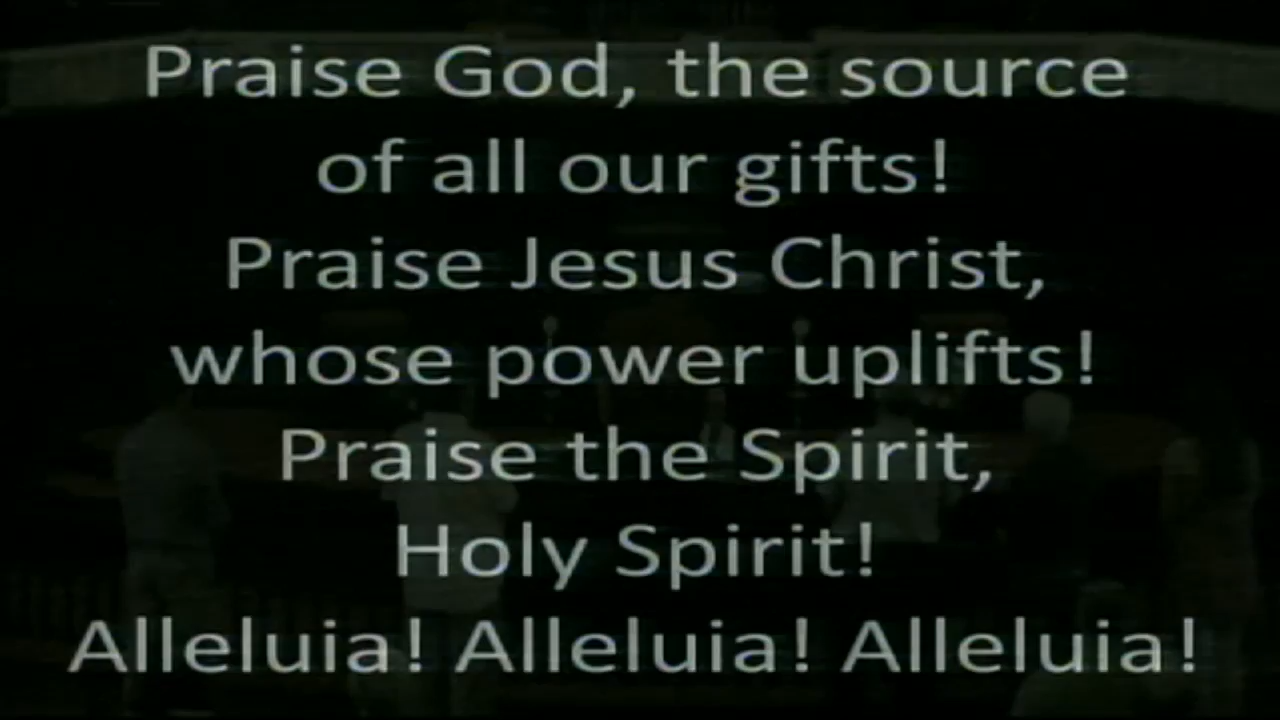 Praise God, the source
of all our gifts!
Praise Jesus Christ,
whose power uplifts!
Praise the Spirit,
Holy Spirit!
Alleluia! Alleluia! Alleluia!